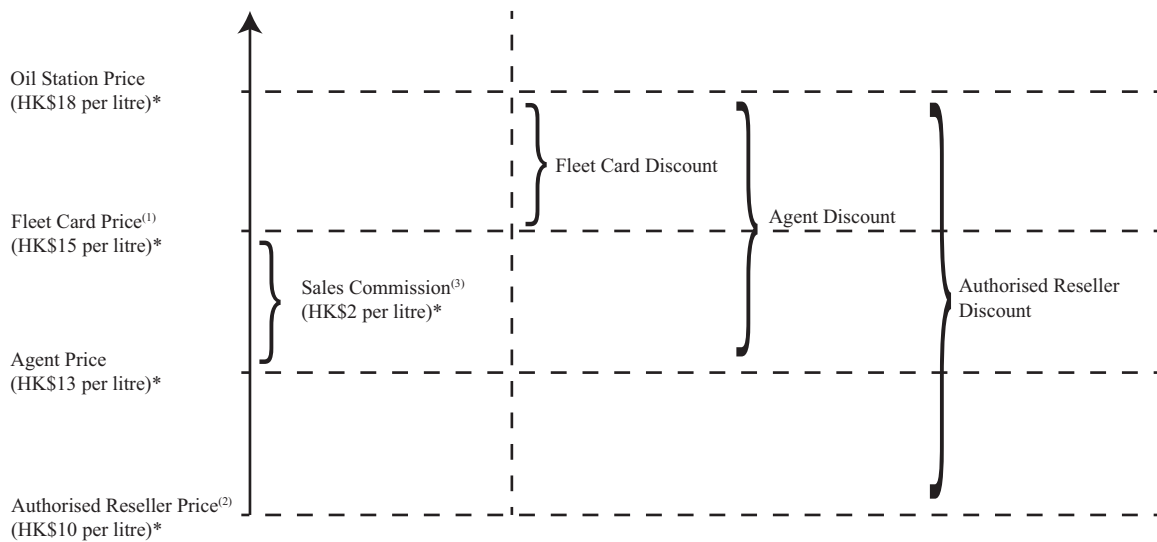 Oil Station Price
(HK$18 per litre)*
Fleet Card Discount
Fleet Card Price(1)
(HK$15 per litre)*
Agent Discount
Sales Commission(3)
(HK$2 per litre)*
Authorised Reseller
Discount
Agent Price
(HK$13 per litre)*
Authorised Reseller Price(2)
(HK$10 per litre)*